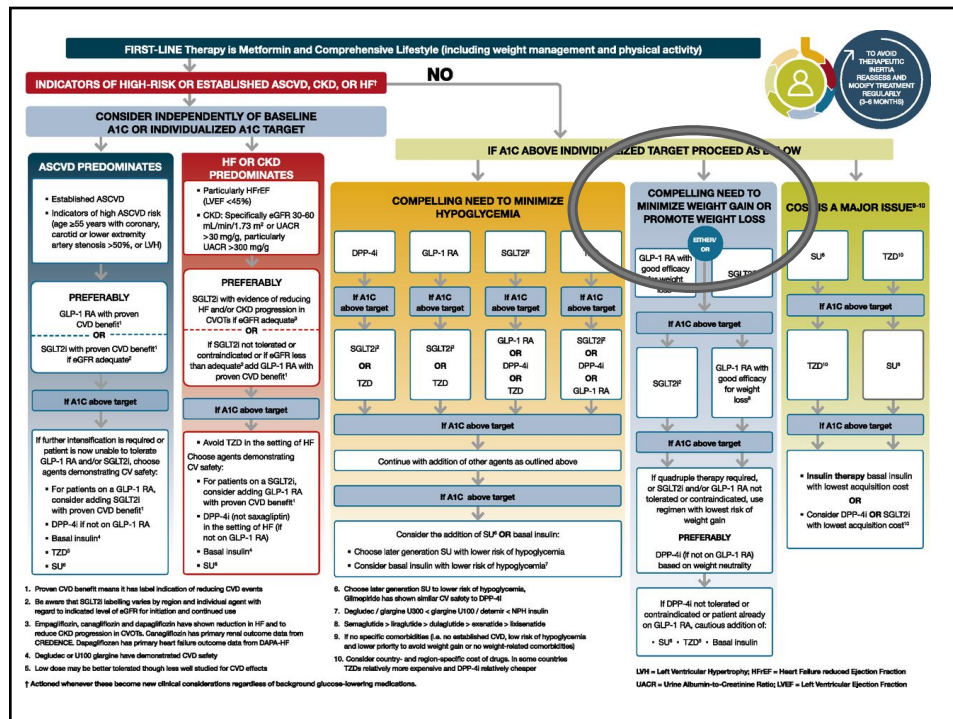 FIRST-LINE Therapy is Metformin and Comprehensive Lifestyle (including weight management and physical activity)
TO AVOID
THERAPEUTIC
INERTIA
REASSESS AND
MODIFY TREATMENT
REGULARLY
(3–6 MONTHS)
INDICATORS OF HIGH-RISK OR ESTABLISHED ASCVD, CKD, OR HF†
NO
CONSIDER INDEPENDENTLY OF BASELINE
A1C OR INDIVIDUALIZED A1C TARGET
IF A1C ABOVE INDIVIDUALIZED TARGET PROCEED AS BELOW
ASCVD PREDOMINATES
▪ Established ASCVD
▪ Indicators of high ASCVD risk
(age ≥55 years with coronary,
carotid or lower extremity
artery stenosis >50%, or LVH)
PREFERABLY
GLP-1 RA with proven
CVD benefit¹
OR
SGLT2i with proven CVD benefit¹
if eGFR adequate²
If A1C above target
If further intensification is required or
patient is now unable to tolerate
GLP-1 RA and/or SGLT2i, choose
agents demonstrating CV safety:
▪ For patients on a GLP-1 RA,
consider adding SGLT2i
with proven CVD benefit¹
▪ DPP-4i if not on GLP-1 RA
▪ Basal insulin⁴
▪ TZD⁵
▪ SU⁶
HF OR CKD
PREDOMINATES
▪ Particularly HFrEF
(LVEF <45%)
▪ CKD: Specifically eGFR 30-60
mL/min/1.73 m² or UACR
>30 mg/g, particularly
UACR >300 mg/g
PREFERABLY
SGLT2i with evidence of reducing
HF and/or CKD progression in
CVOTs if eGFR adequate³
OR
If SGLT2i not tolerated or
contraindicated or if eGFR less
than adequate² add GLP-1 RA with
proven CVD benefit¹
If A1C above target
▪ Avoid TZD in the setting of HF
Choose agents demonstrating
CV safety:
▪ For patients on a SGLT2i,
consider adding GLP-1 RA
with proven CVD benefit¹
▪ DPP-4i (not saxagliptin)
in the setting of HF (if
not on GLP-1 RA)
▪ Basal insulin⁴
▪ SU⁶
COMPELLING NEED TO MINIMIZE
HYPOGLYCEMIA
DPP-4i
GLP-1 RA
SGLT2i²
If A1C
above target
If A1C
above target
If A1C
above target
If A1C
above target
SGLT2i²
OR
TZD
SGLT2i²
OR
TZD
GLP-1 RA
OR
DPP-4i
OR
TZD
SGLT2i²
OR
DPP-4i
OR
GLP-1 RA
If A1C above target
Continue with addition of other agents as outlined above
If A1C above target
Consider the addition of SU⁶ OR basal insulin:
▪ Choose later generation SU with lower risk of hypoglycemia
▪ Consider basal insulin with lower risk of hypoglycemia⁷
COMPELLING NEED TO
MINIMIZE WEIGHT GAIN OR
PROMOTE WEIGHT LOSS
EITHER/
OR
GLP-1 RA with
good efficacy
for weight
loss⁸
SGLT2i²
If A1C above target
SGLT2i²
GLP-1 RA with
good efficacy
for weight
loss⁸
If A1C above target
If quadruple therapy required,
or SGLT2i and/or GLP-1 RA not
tolerated or contraindicated, use
regimen with lowest risk of
weight gain
PREFERABLY
DPP-4i (if not on GLP-1 RA)
based on weight neutrality
If DPP-4i not tolerated or
contraindicated or patient already
on GLP-1 RA, cautious addition of:
▪ SU⁶ ▪ TZD⁵ ▪ Basal insulin
COST IS A MAJOR ISSUE⁹⁻¹⁰
SU⁶
TZD¹⁰
If A1C above target
TZD¹⁰
SU⁶
If A1C above target
▪ Insulin therapy basal insulin
with lowest acquisition cost
OR
▪ Consider DPP-4i OR SGLT2i
with lowest acquisition cost¹⁰
1. Proven CVD benefit means it has label indication of reducing CVD events
2. Be aware that SGLT2i labelling varies by region and individual agent with
regard to indicated level of eGFR for initiation and continued use
3. Empagliflozin, canagliflozin and dapagliflozin have shown reduction in HF and to
reduce CKD progression in CVOTs. Canagliflozin has primary renal outcome data from
CREDENCE. Dapagliflozin has primary heart failure outcome data from DAPA-HF
4. Degludec or U100 glargine have demonstrated CVD safety
5. Low dose may be better tolerated though less well studied for CVD effects
6. Choose later generation SU to lower risk of hypoglycemia,
Glimepiride has shown similar CV safety to DPP-4i
7. Degludec / glargine U300 < glargine U100 / detemir < NPH insulin
8. Semaglutide > liraglutide > dulaglutide > exenatide > lixisenatide
9. If no specific comorbidities (i.e. no established CVD, low risk of hypoglycemia
and lower priority to avoid weight gain or no weight-related comorbidities)
10. Consider country- and region-specific cost of drugs. In some countries
TZDs relatively more expensive and DPP-4i relatively cheaper
† Actioned whenever these become new clinical considerations regardless of background glucose-lowering medications.
LVH = Left Ventricular Hypertrophy; HFrEF = Heart Failure reduced Ejection Fraction
UACR = Urine Albumin-to-Creatinine Ratio; LVEF = Left Ventricular Ejection Fraction